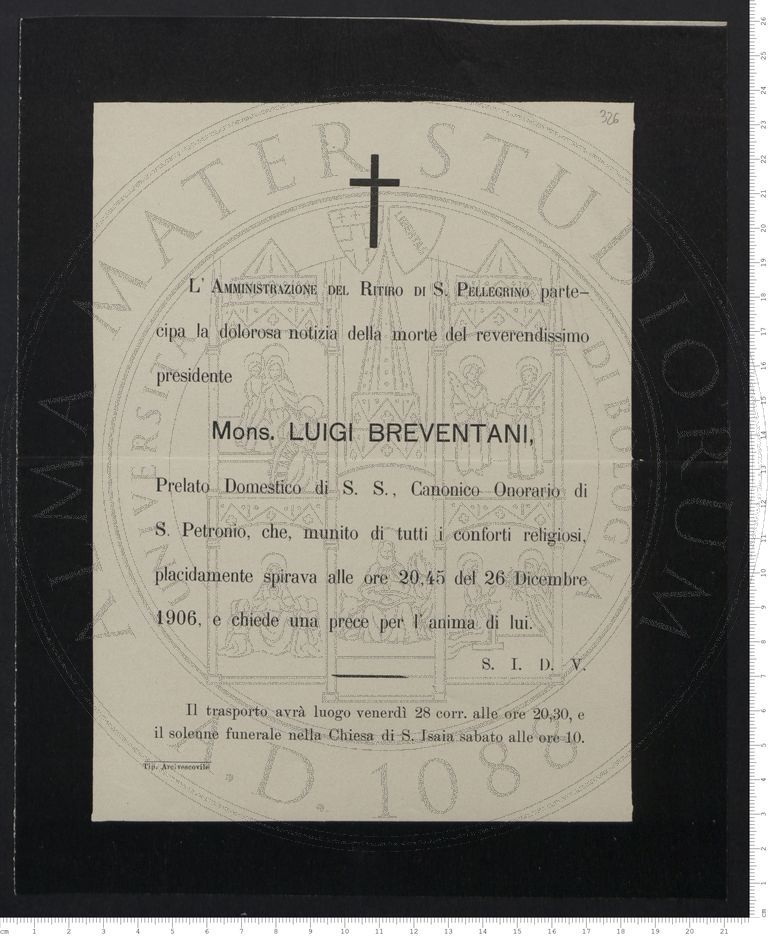 326
L' Amministrazione del Ritiro di S. Pellegrino parte-
cipa la dolorosa notizia della morte del reverendissimo
presidente
Mons. LUIGI BREVENTANI,
Prelato Domestico di S. S., Canonico Onorario di
S. Petronio, che, munito di tutti i conforti religiosi,
placidamente spirava alle ore 20,45 del 26 Dicembre
1906, e chiede una prece per l'anima di lui.
S. I. D. V.
Il trasporto avrà luogo venerdì 28 corr. alle ore 20,30, e
il solenne funerale nella Chiesa di S. Isaia sabato alle ore 10.
Tip. Arcivescovile
ALMA MATER STUDIORUM
UNIVERSITA DI BOLOGNA
A.D. 1088
LIBERTAS